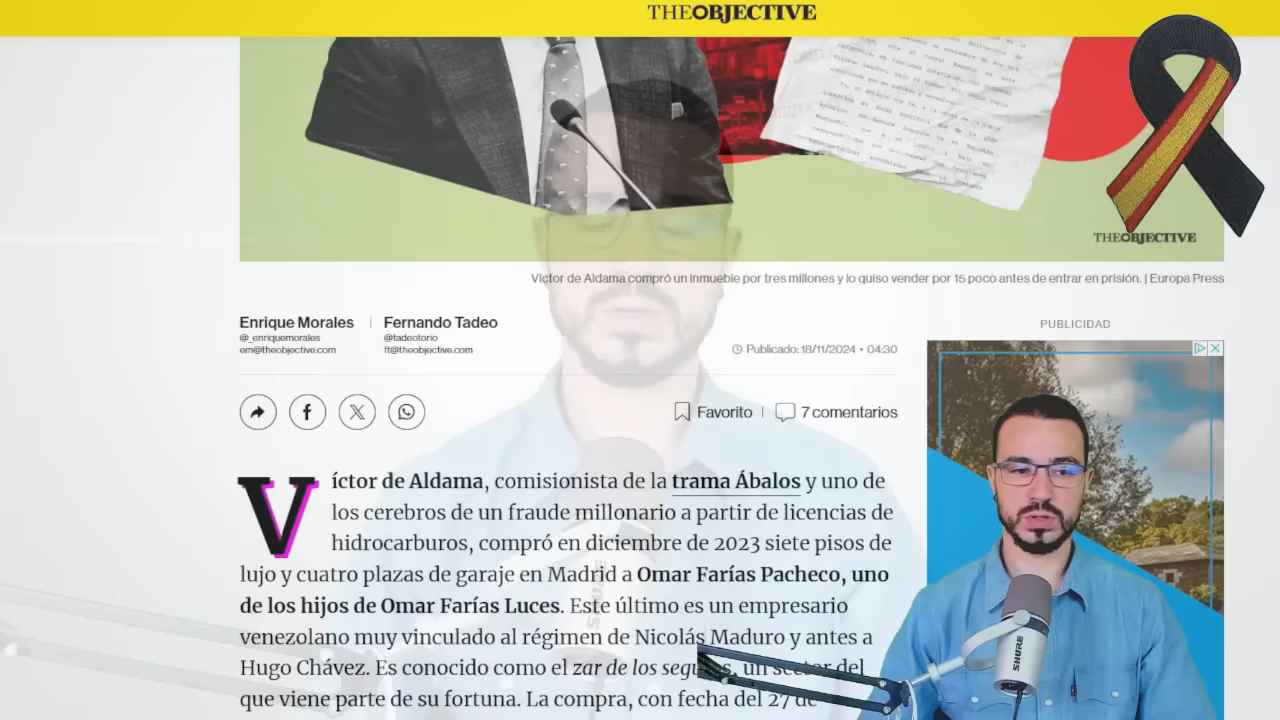 THEOBJECTIVE
THEOBJECTIVE
Víctor de Aldama compró un inmueble por tres millones y lo quiso vender por 15 poco antes de entrar en prisión. | Europa Press
Enrique Morales
Fernando Tadeo
@_enriquemorales
@tadeotorio
em@theobjective.com
ft@theobjective.com
Publicado: 18/11/2024 • 04:30
PUBLICIDAD
Favorito
7 comentarios
Víctor de Aldama, comisionista de la trama Ábalos y uno de
los cerebros de un fraude millonario a partir de licencias de
hidrocarburos, compró en diciembre de 2023 siete pisos de
lujo y cuatro plazas de garaje en Madrid a Omar Farías Pacheco, uno
de los hijos de Omar Farías Luces. Este último es un empresario
venezolano muy vinculado al régimen de Nicolás Maduro y antes a
Hugo Chávez. Es conocido como el zar de los seguros, un sector del
que viene parte de su fortuna. La compra, con fecha del 27 de
SHURE